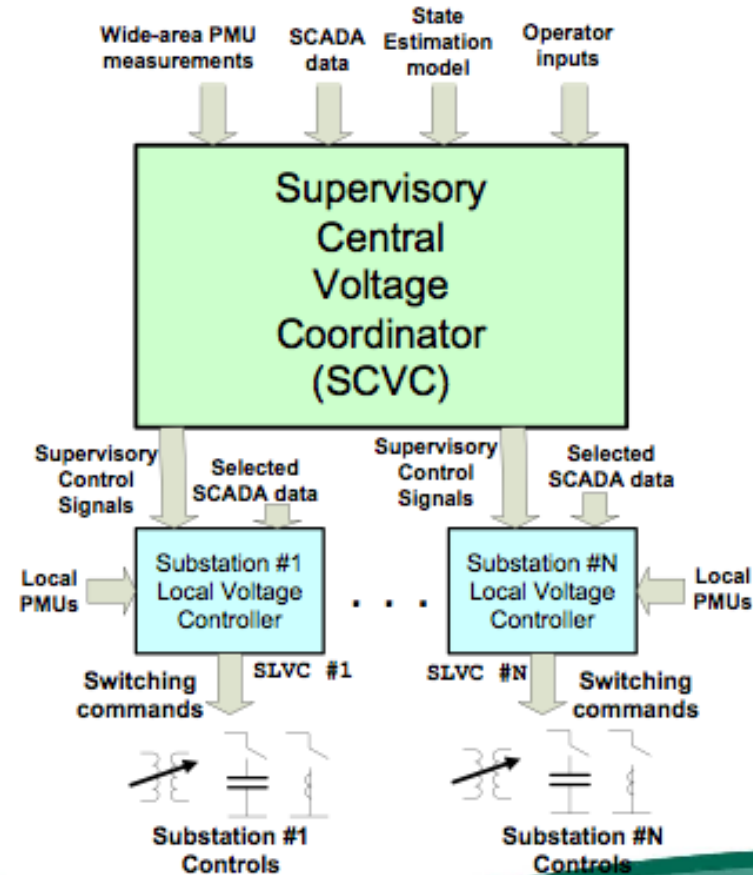 Wide-area PMU
measurements
SCADA
data
State
Estimation
model
Operator
inputs
Supervisory
Central
Voltage
Coordinator
(SCVC)
Supervisory
Control
Signals
Selected
SCADA data
Supervisory
Control
Signals
Selected
SCADA data
Local
PMUs
Substation #1
Local Voltage
Controller
. . .
Substation #N
Local Voltage
Controller
Local
PMUs
SLVC #1
SLVC #N
Switching
commands
Switching
commands
Substation #1
Controls
Substation #N
Controls